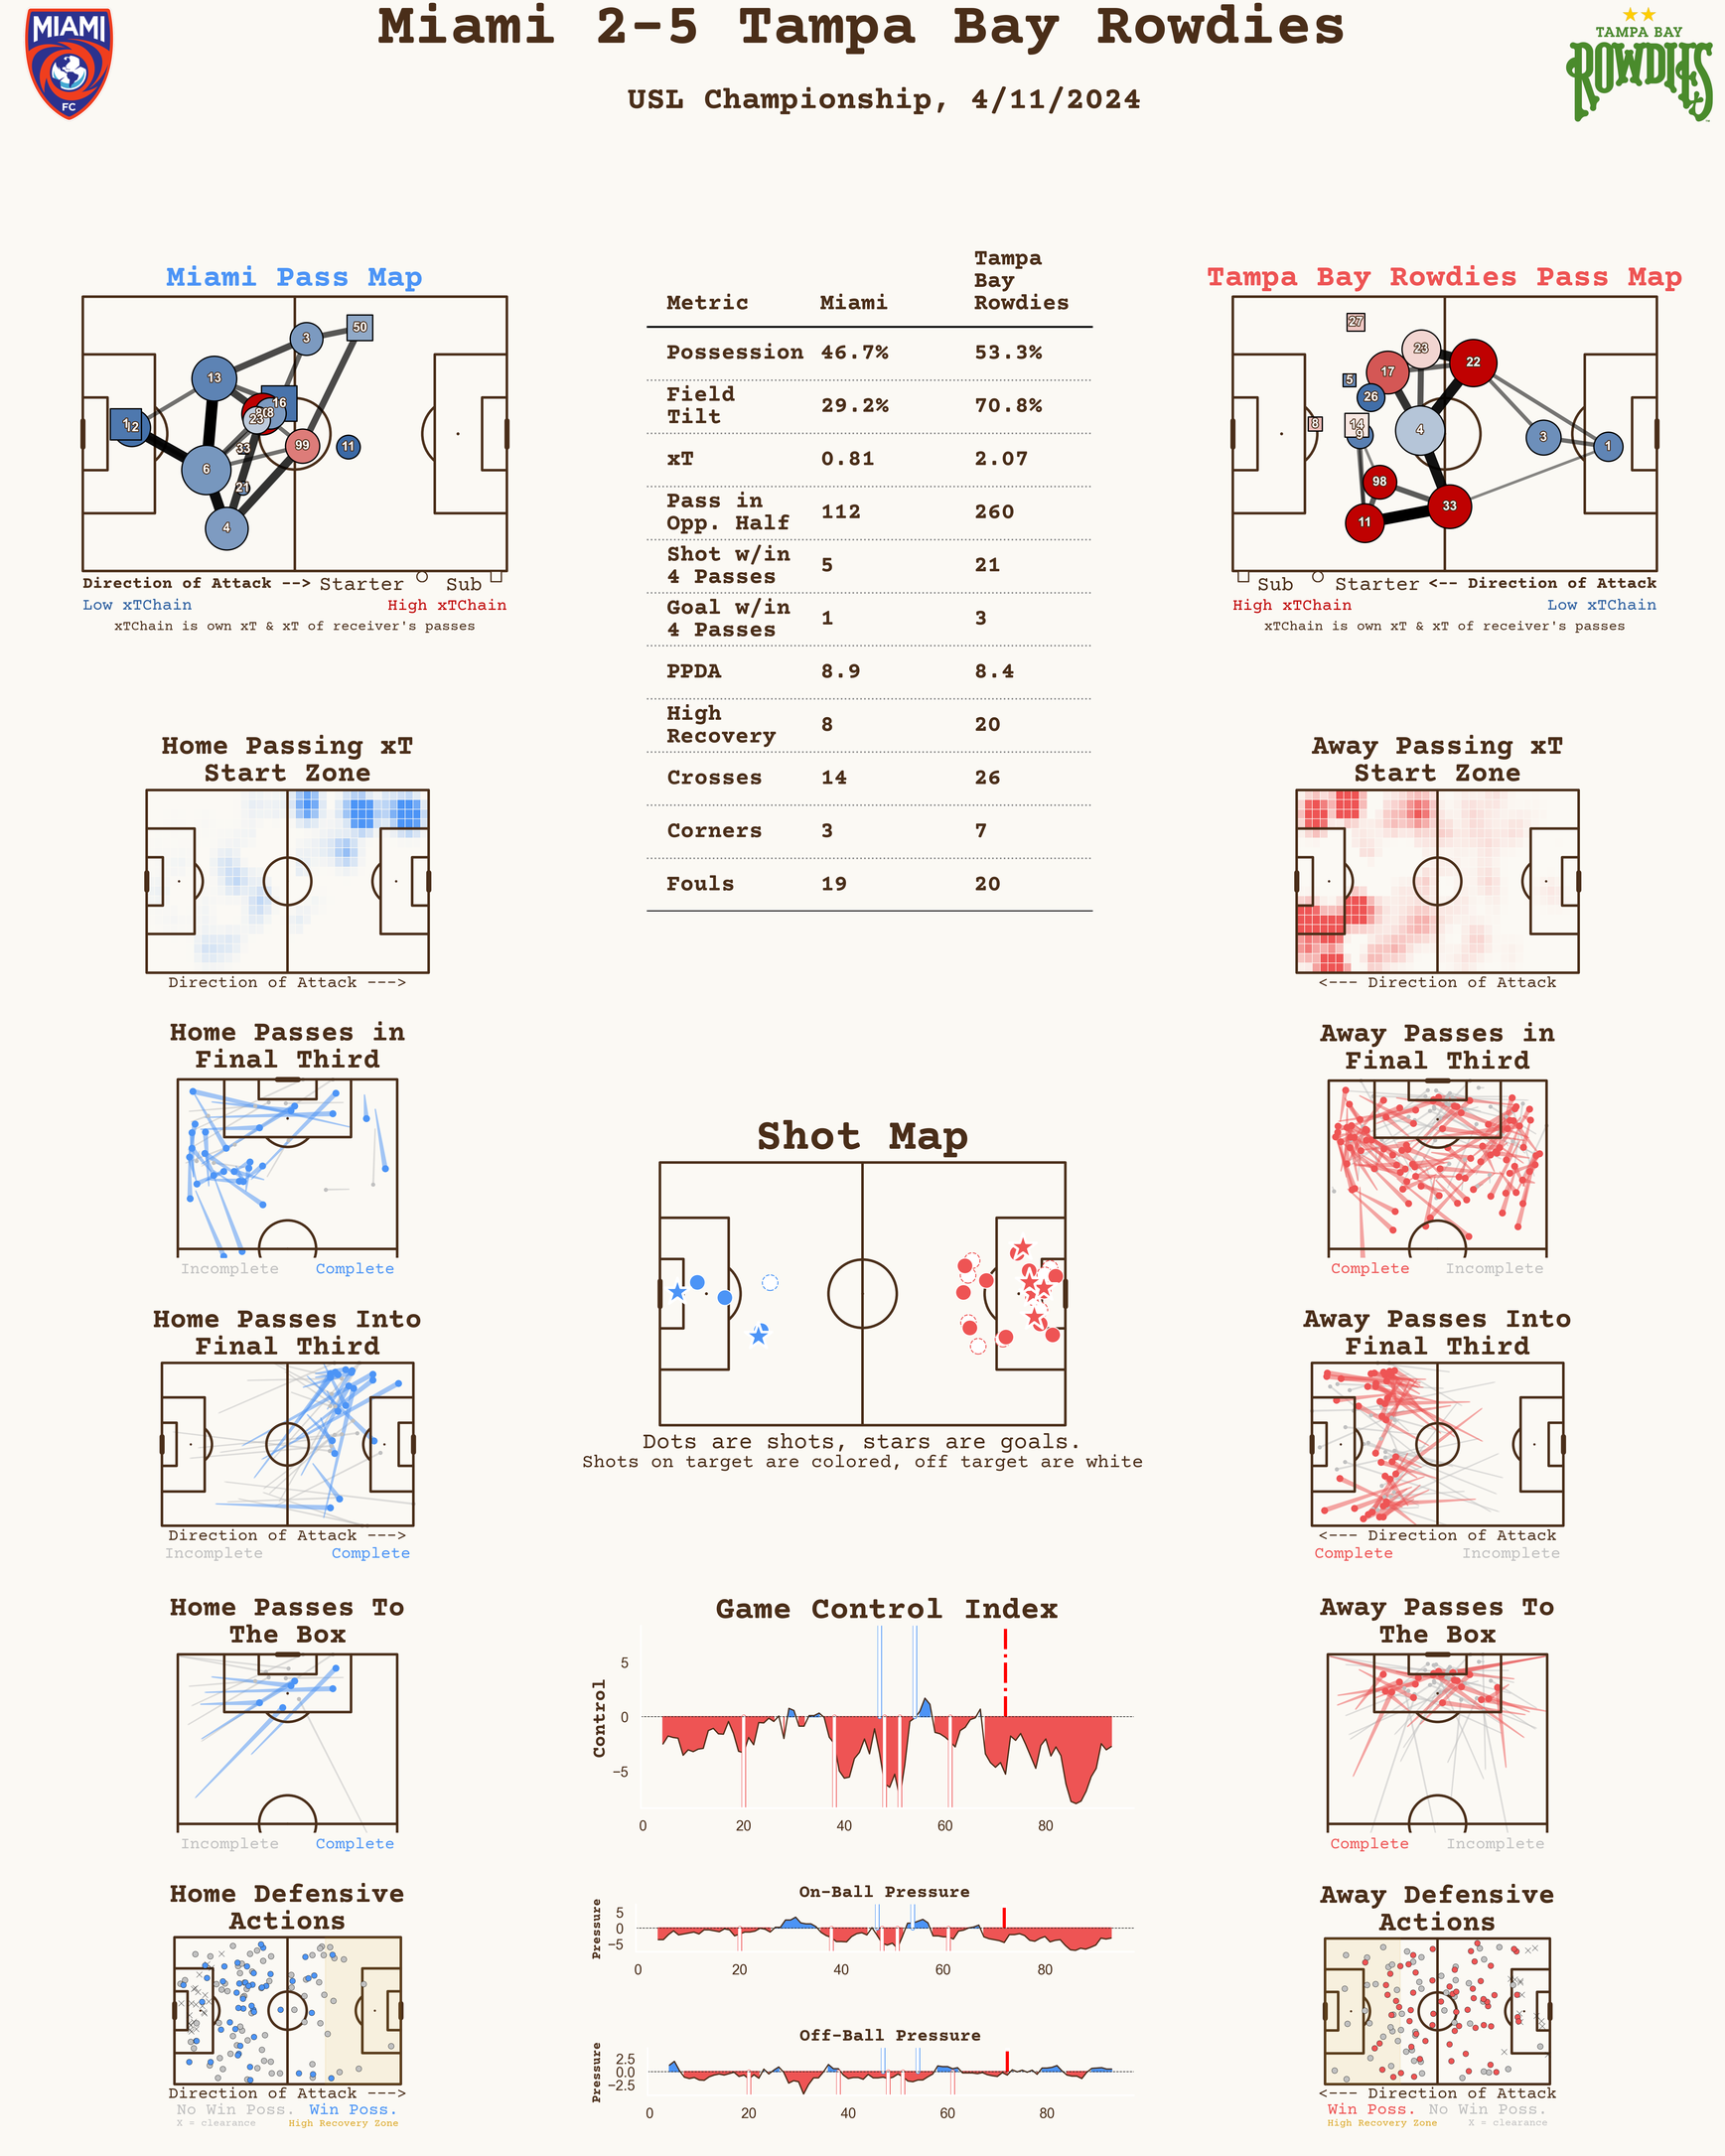 MIAMI
FC
Miami 2-5 Tampa Bay Rowdies
USL Championship, 4/11/2024
TAMPA BAY
ROWDIES
Miami Pass Map
3
50
13
16
8
23
1
12
33
99
11
6
21
4
Direction of Attack --> Starter Sub
Low xTChain High xTChain
xTChain is own xT & xT of receiver's passes
Metric Miami Tampa Bay Rowdies
Possession 46.7% 53.3%
Field Tilt 29.2% 70.8%
xT 0.81 2.07
Pass in Opp. Half 112 260
Shot w/in 4 Passes 5 21
Goal w/in 4 Passes 1 3
PPDA 8.9 8.4
High Recovery 8 20
Crosses 14 26
Corners 3 7
Fouls 19 20
Tampa Bay Rowdies Pass Map
27
23
22
17
5
26
8
14
9
4
3
1
98
33
11
Sub Starter <-- Direction of Attack
High xTChain Low xTChain
xTChain is own xT & xT of receiver's passes
Home Passing xT
Start Zone
Direction of Attack --->
Away Passing xT
Start Zone
<--- Direction of Attack
Home Passes in
Final Third
Incomplete Complete
Away Passes in
Final Third
Complete Incomplete
Shot Map
Dots are shots, stars are goals.
Shots on target are colored, off target are white
Home Passes Into
Final Third
Direction of Attack --->
Incomplete Complete
Away Passes Into
Final Third
<--- Direction of Attack
Complete Incomplete
Home Passes To
The Box
Incomplete Complete
Game Control Index
Control
5
0
−5
0 20 40 60 80
Away Passes To
The Box
Complete Incomplete
Home Defensive
Actions
Direction of Attack --->
No Win Poss. Win Poss.
X = clearance High Recovery Zone
On-Ball Pressure
Pressure
5
0
−5
0 20 40 60 80
Off-Ball Pressure
Pressure
2.5
0.0
−2.5
0 20 40 60 80
Away Defensive
Actions
<--- Direction of Attack
Win Poss. No Win Poss.
High Recovery Zone X = clearance